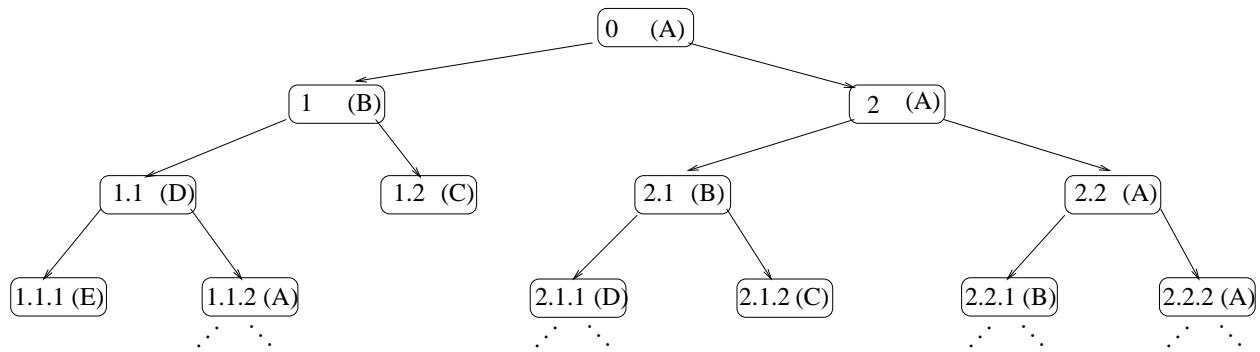 0 (A)
1 (B)
2 (A)
1.1 (D)
1.2 (C)
2.1 (B)
2.2 (A)
1.1.1 (E)
1.1.2 (A)
2.1.1 (D)
2.1.2 (C)
2.2.1 (B)
2.2.2 (A)